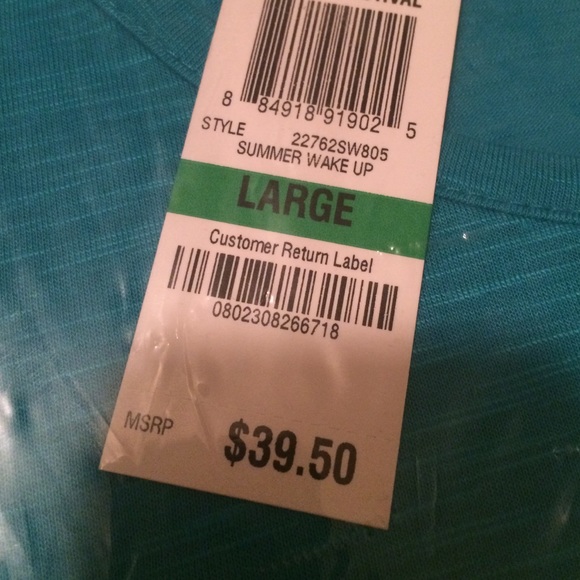 8 84918 91902 5
STYLE 22762SW805
SUMMER WAKE UP
LARGE
Customer Return Label
0802308266718
MSRP $39.50